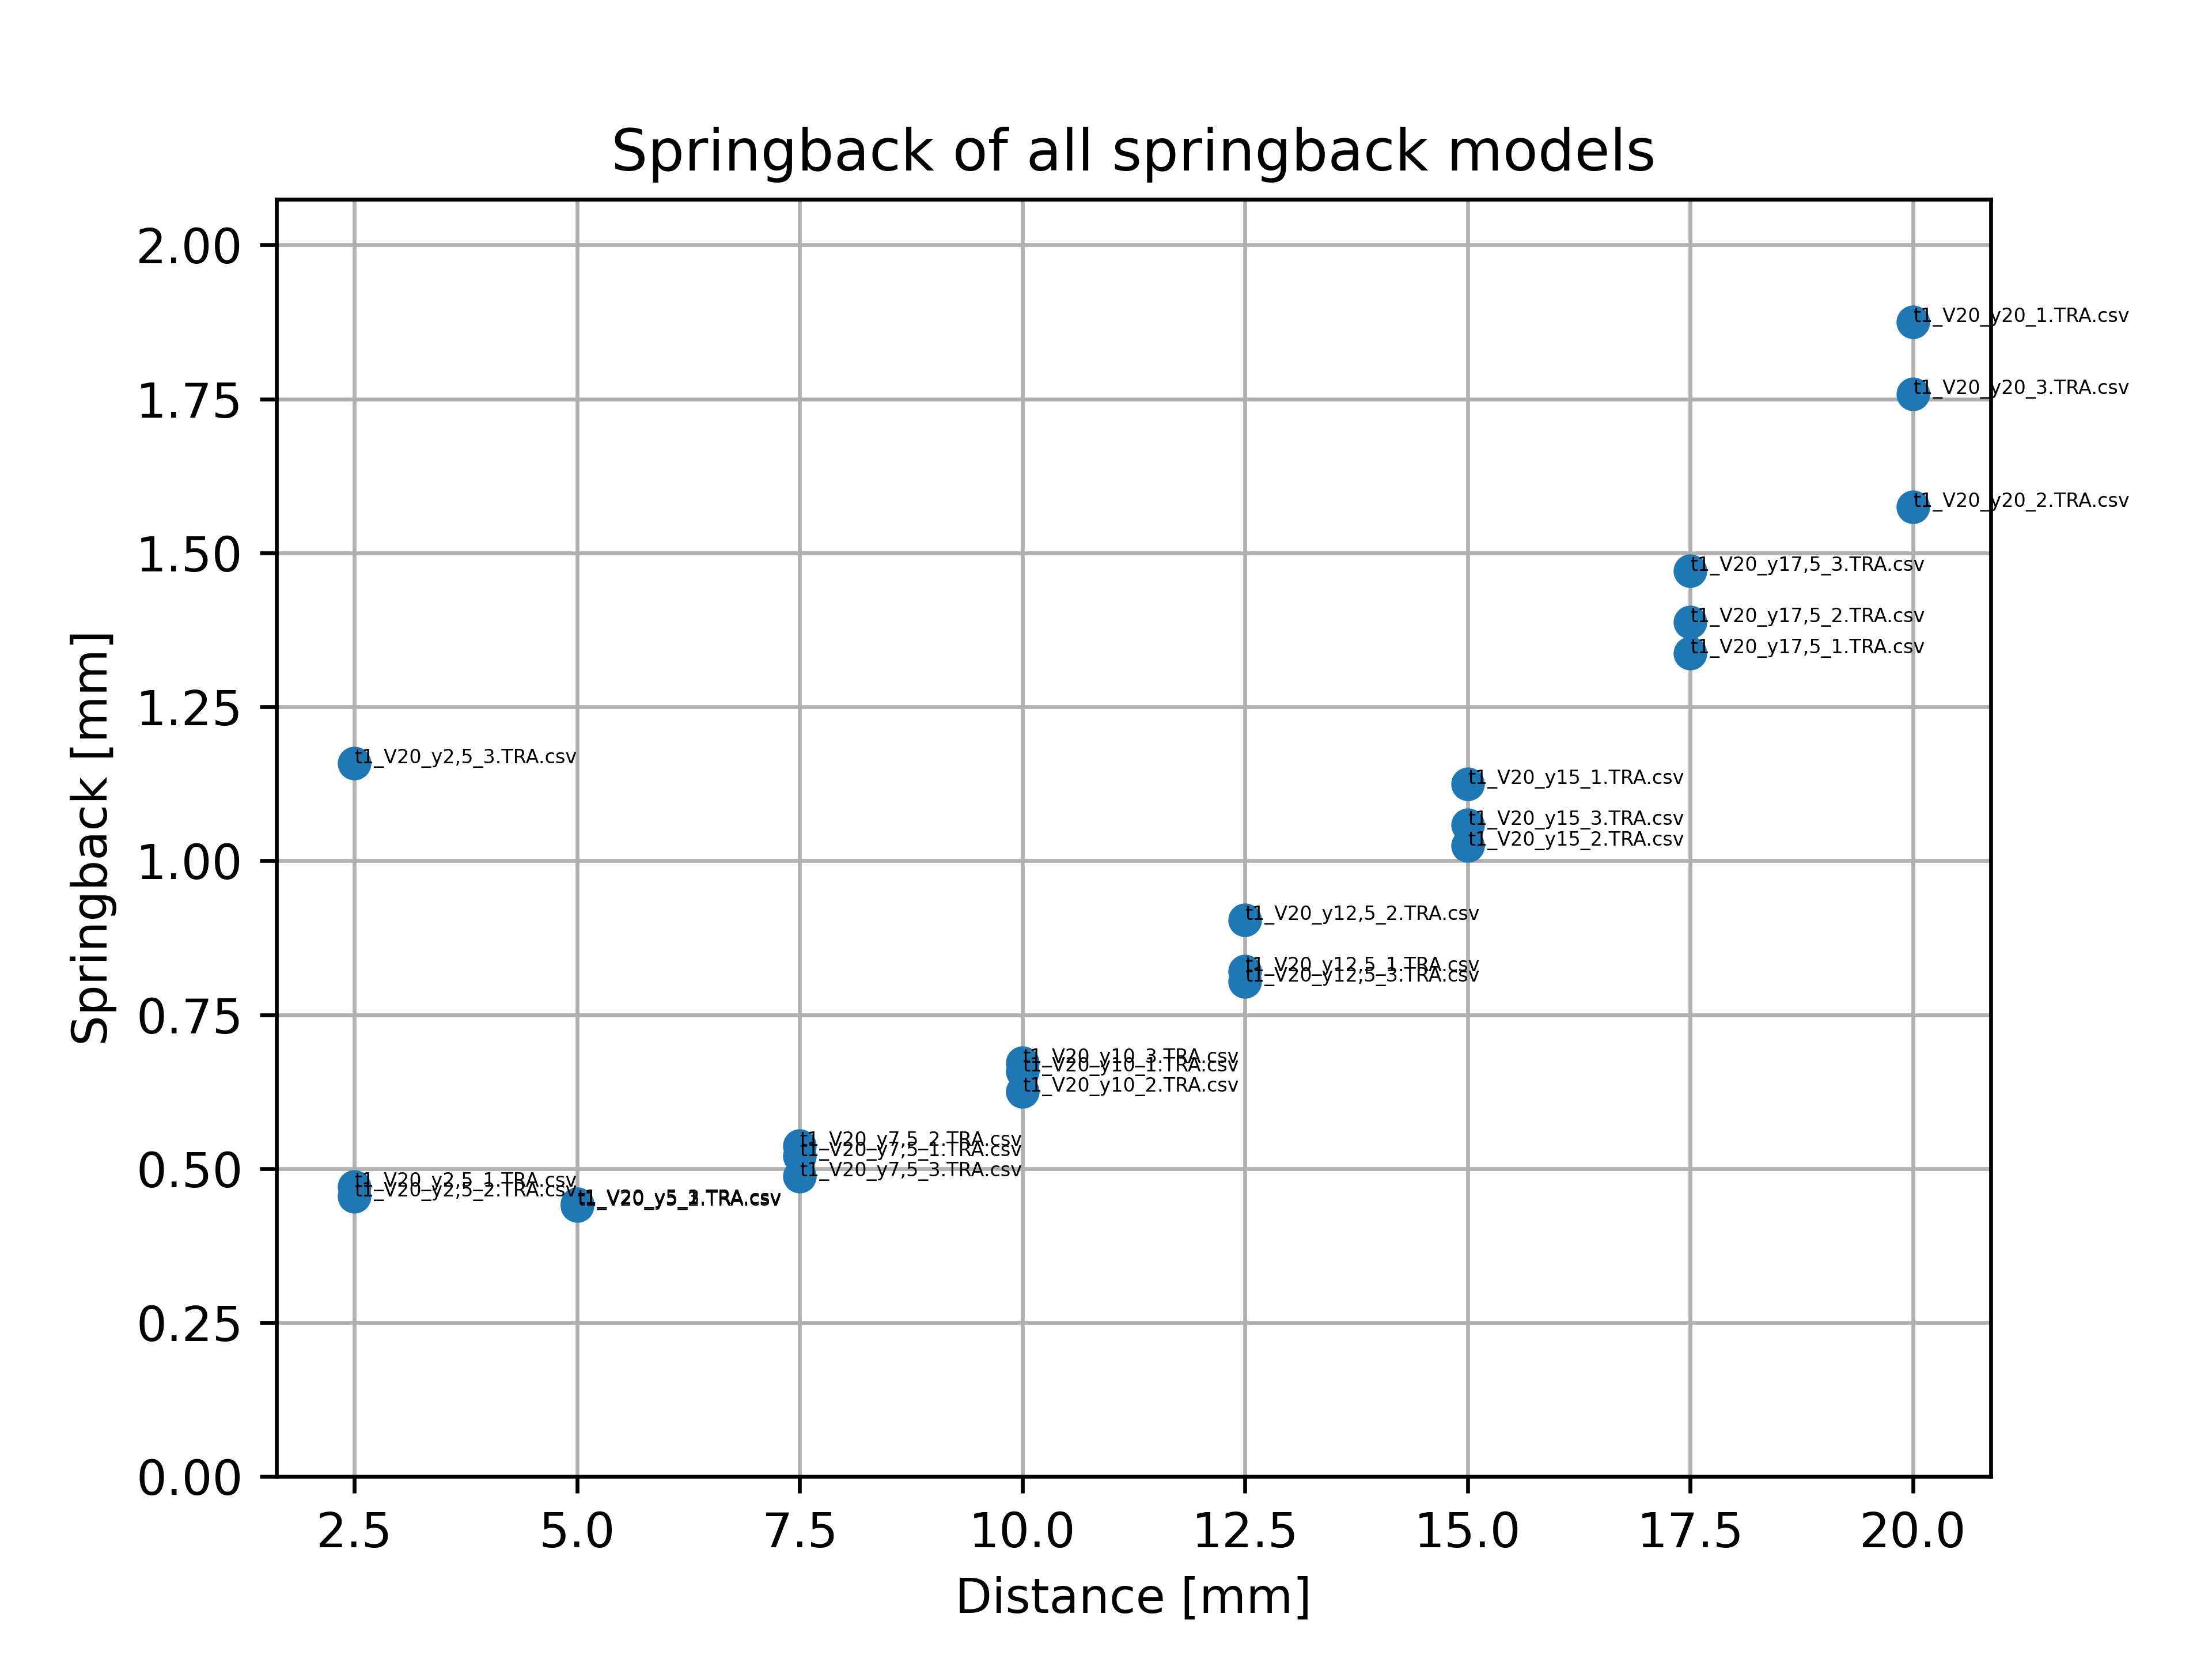 Springback of all springback models
2.00
1.75
1.50
1.25
1.00
0.75
0.50
0.25
0.00
Springback [mm]
t1_V20_y20_1.TRA.csv
t1_V20_y20_3.TRA.csv
t1_V20_y20_2.TRA.csv
t1_V20_y17,5_3.TRA.csv
t1_V20_y17,5_2.TRA.csv
t1_V20_y17,5_1.TRA.csv
t1_V20_y2,5_3.TRA.csv
t1_V20_y15_1.TRA.csv
t1_V20_y15_3.TRA.csv
t1_V20_y15_2.TRA.csv
t1_V20_y12,5_2.TRA.csv
t1_V20_y12,5_1.TRA.csv
t1_V20_y12,5_3.TRA.csv
t1_V20_y10_3.TRA.csv
t1_V20_y10_1.TRA.csv
t1_V20_y10_2.TRA.csv
t1_V20_y7,5_2.TRA.csv
t1_V20_y7,5_1.TRA.csv
t1_V20_y7,5_3.TRA.csv
t1_V20_y2,5_1.TRA.csv
t1_V20_y2,5_2.TRA.csv
2.5 5.0 7.5 10.0 12.5 15.0 17.5 20.0
Distance [mm]